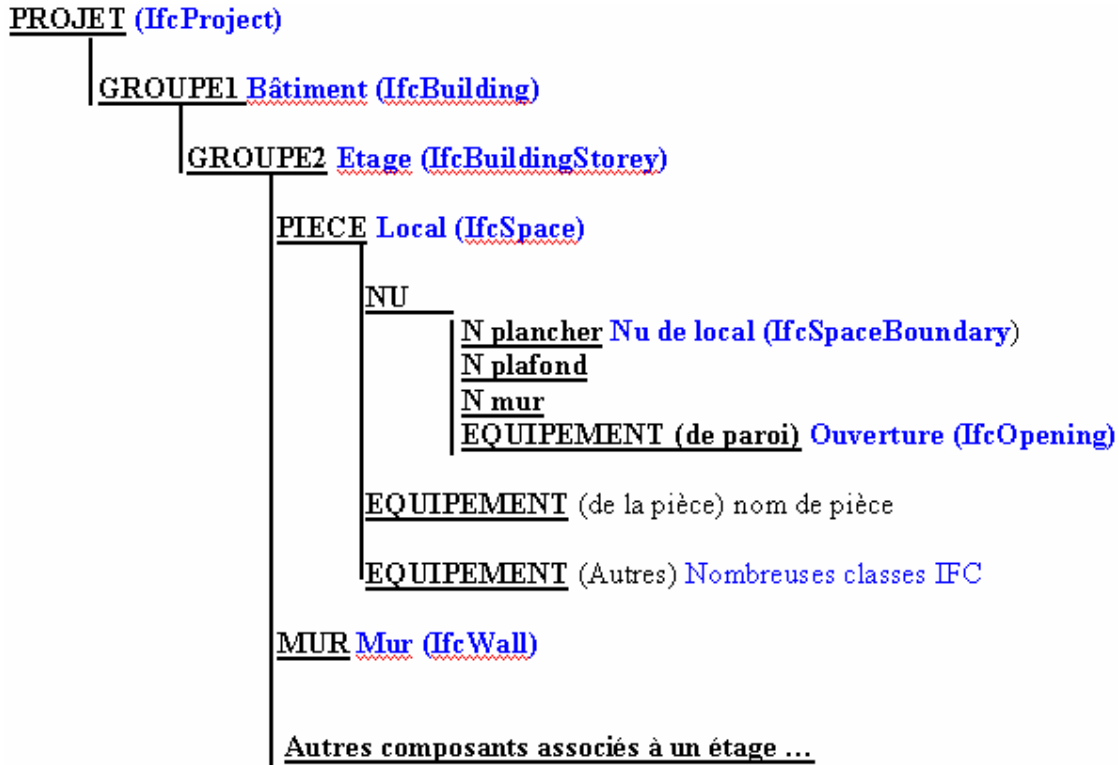 PROJET (IfcProject)
GROUPE1 Bâtiment (IfcBuilding)
GROUPE2 Etage (IfcBuildingStorey)
PIECE Local (IfcSpace)
NU
N plancher Nu de local (IfcSpaceBoundary)
N plafond
N mur
EQUIPEMENT (de paroi) Ouverture (IfcOpening)
EQUIPEMENT (de la pièce) nom de pièce
EQUIPEMENT (Autres) Nombreuses classes IFC
MUR Mur (IfcWall)
Autres composants associés à un étage ...